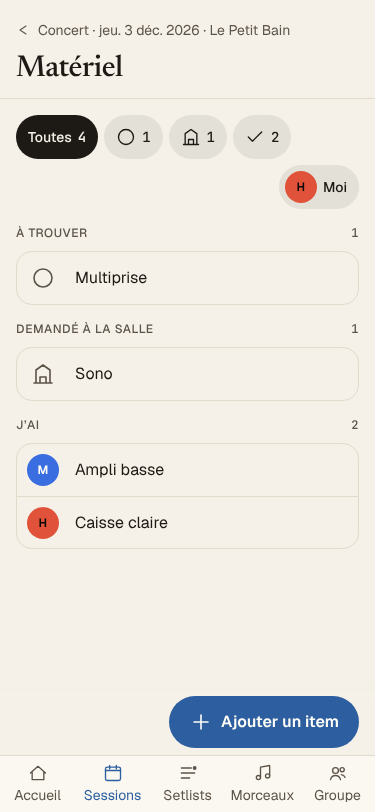 Concert · jeu. 3 déc. 2026 · Le Petit Bain
Matériel
Toutes 4 1 1 2
H Moi
À TROUVER 1
Multiprise
DEMANDÉ À LA SALLE 1
Sono
J'AI 2
M Ampli basse
H Caisse claire
Ajouter un item
Accueil Sessions Setlists Morceaux Groupe